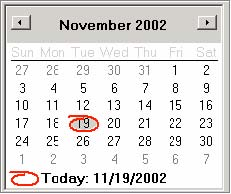 November 2002
Sun Mon Tue Wed Thu Fri Sat
27 28 29 30 31 1 2
3 4 5 6 7 8 9
10 11 12 13 14 15 16
17 18 19 20 21 22 23
24 25 26 27 28 29 30
1 2 3 4 5 6 7
Today: 11/19/2002